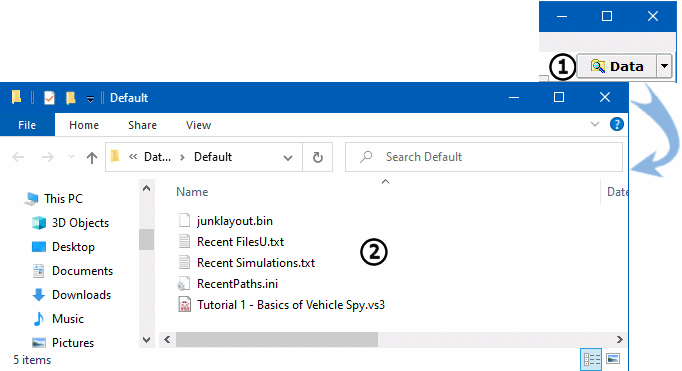 ① Data
Default
File Home Share View
« Dat... › Default
Search Default
Name
Date
This PC
3D Objects
Desktop
Documents
Downloads
Music
Pictures
junklayout.bin
Recent FilesU.txt
Recent Simulations.txt
RecentPaths.ini
Tutorial 1 - Basics of Vehicle Spy.vs3
②
5 items